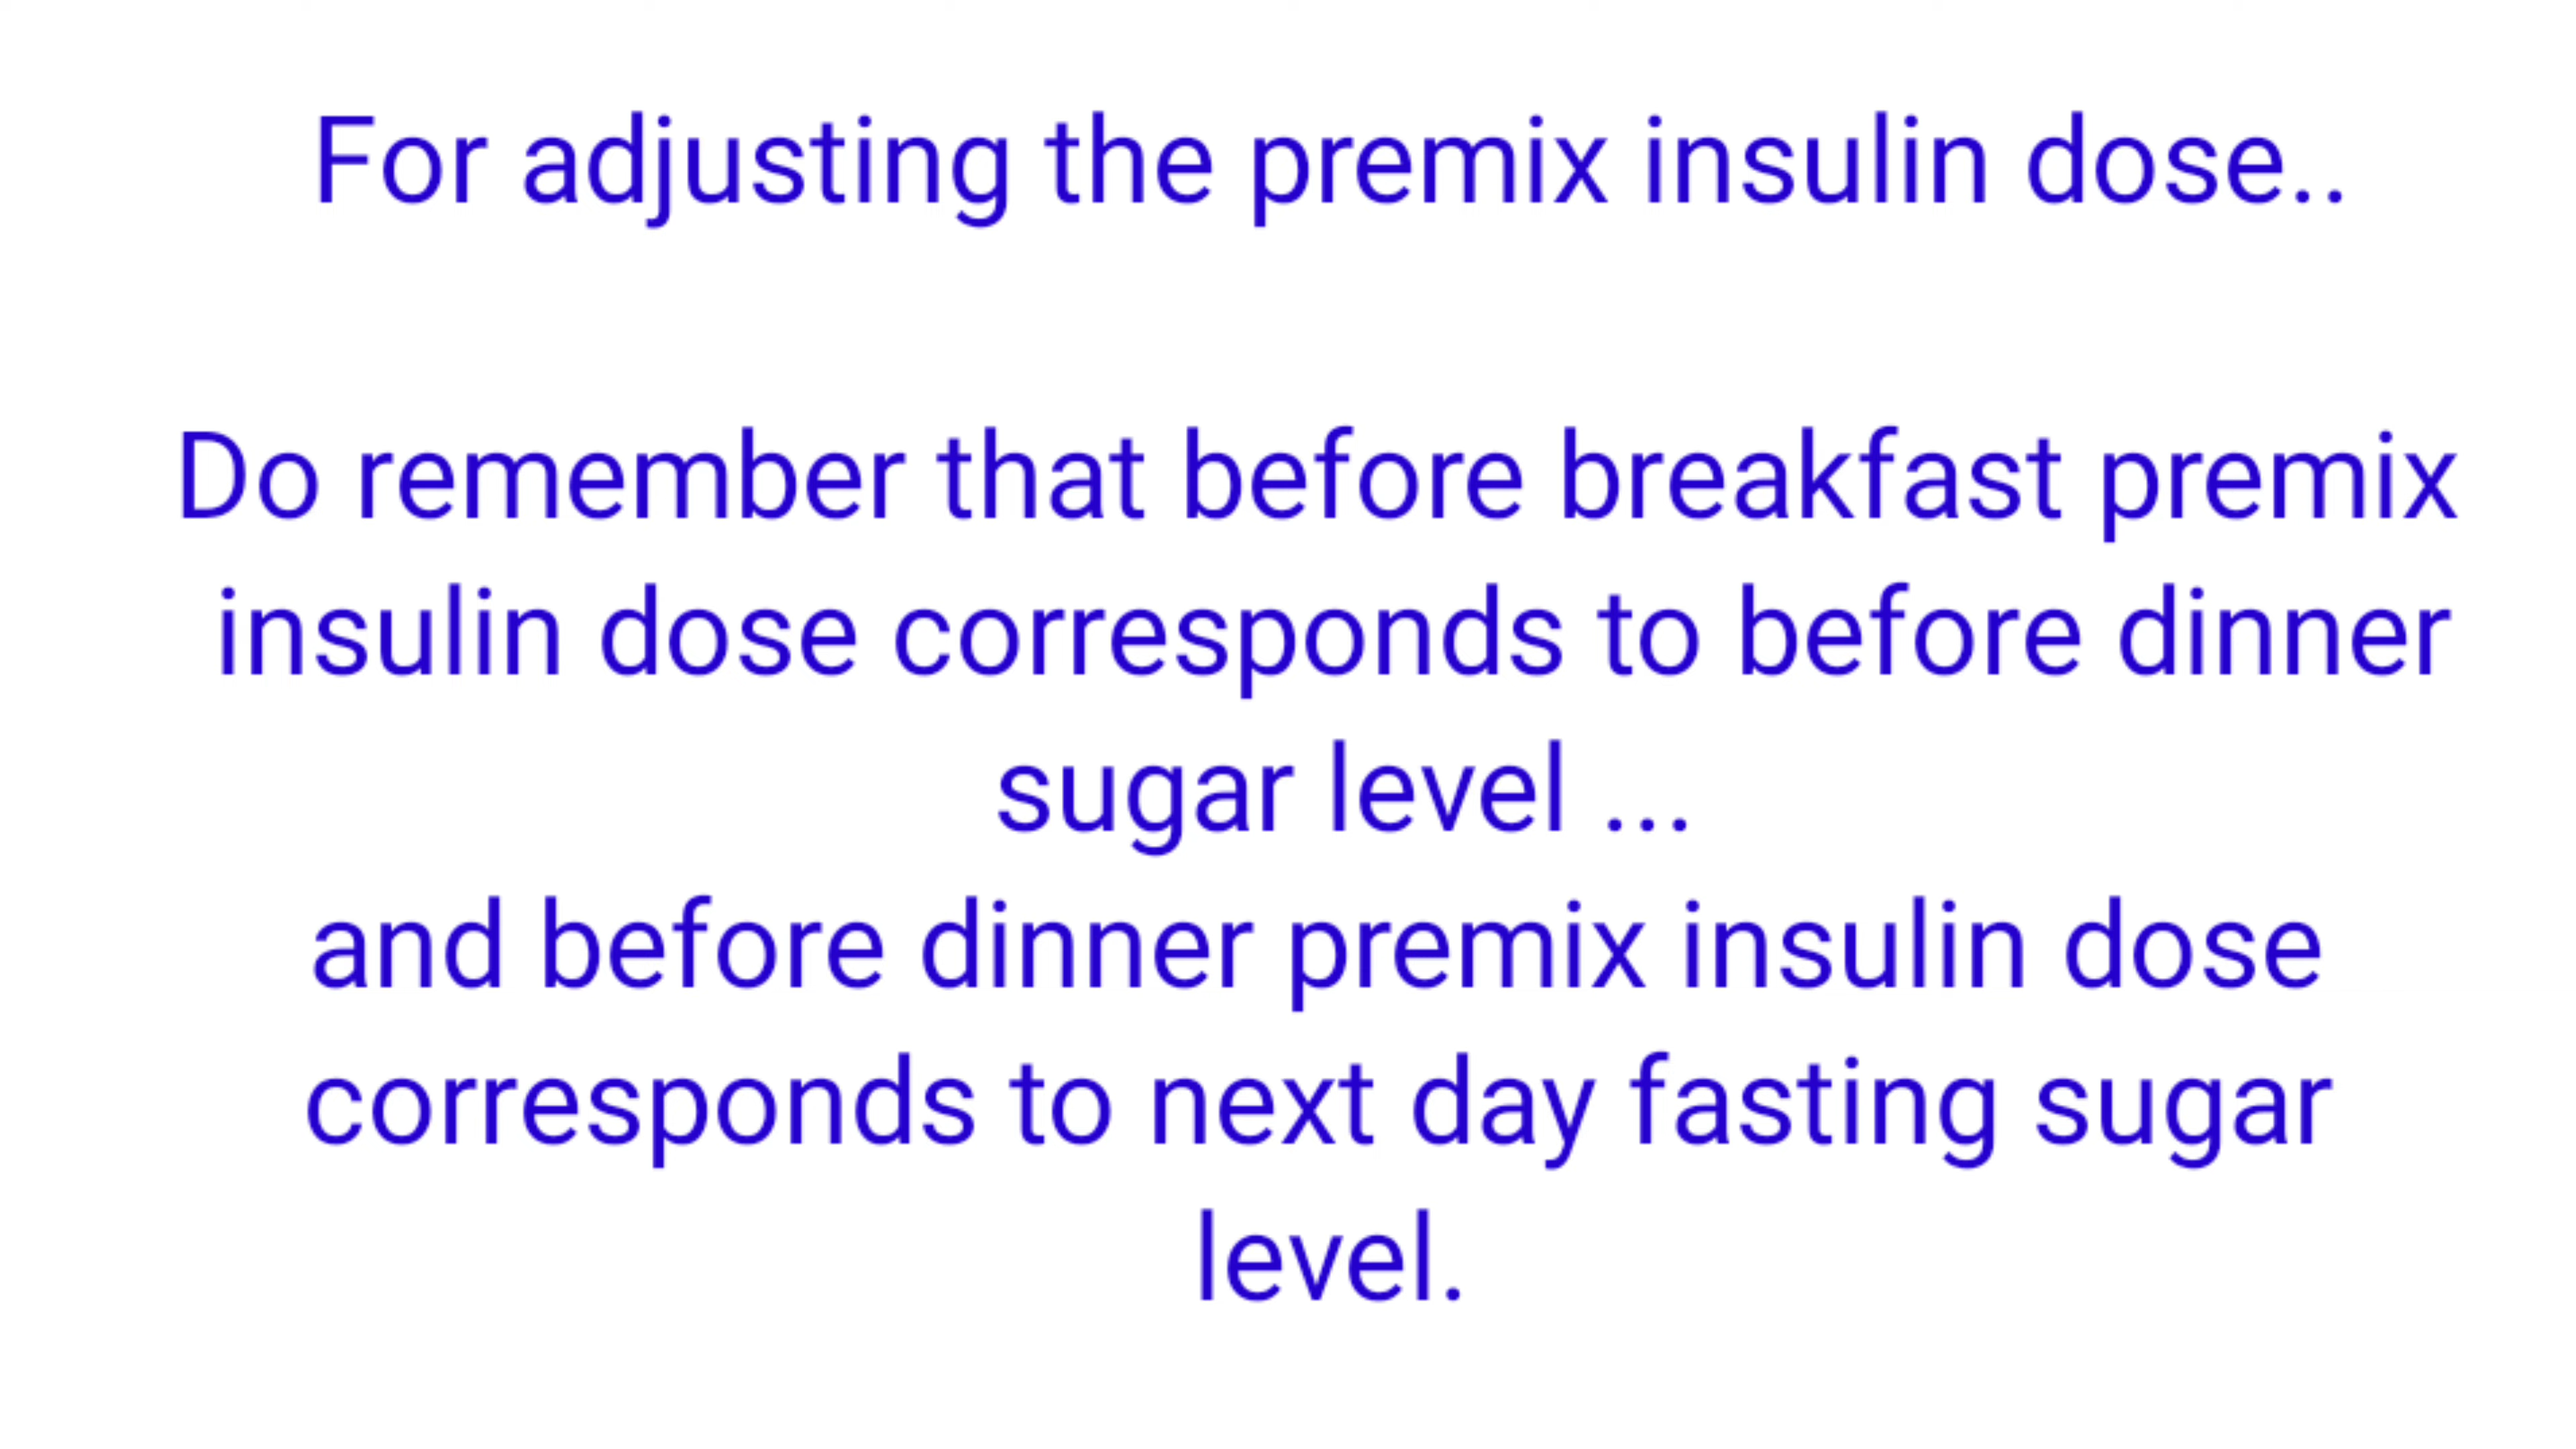 For adjusting the premix insulin dose..
Do remember that before breakfast premix
insulin dose corresponds to before dinner
sugar level ...
and before dinner premix insulin dose
corresponds to next day fasting sugar
level.